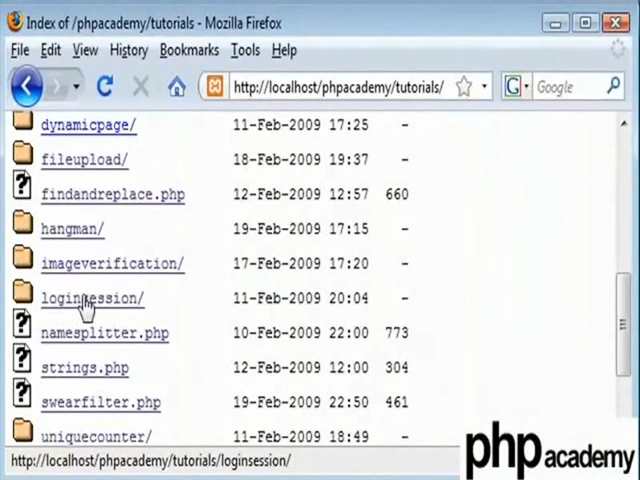 Index of /phpacademy/tutorials - Mozilla Firefox
File Edit View History Bookmarks Tools Help
http://localhost/phpacademy/tutorials/ G Google
dynamicpage/ 11-Feb-2009 17:25 -
fileupload/ 18-Feb-2009 19:37 -
findandreplace.php 12-Feb-2009 12:57 660
hangman/ 19-Feb-2009 17:15 -
imageverification/ 17-Feb-2009 17:20 -
loginsession/ 11-Feb-2009 20:04 -
namesplitter.php 10-Feb-2009 22:00 773
strings.php 12-Feb-2009 12:00 304
swearfilter.php 19-Feb-2009 22:50 461
uniquecounter/ 11-Feb-2009 18:49 -
http://localhost/phpacademy/tutorials/loginsession/
php academy